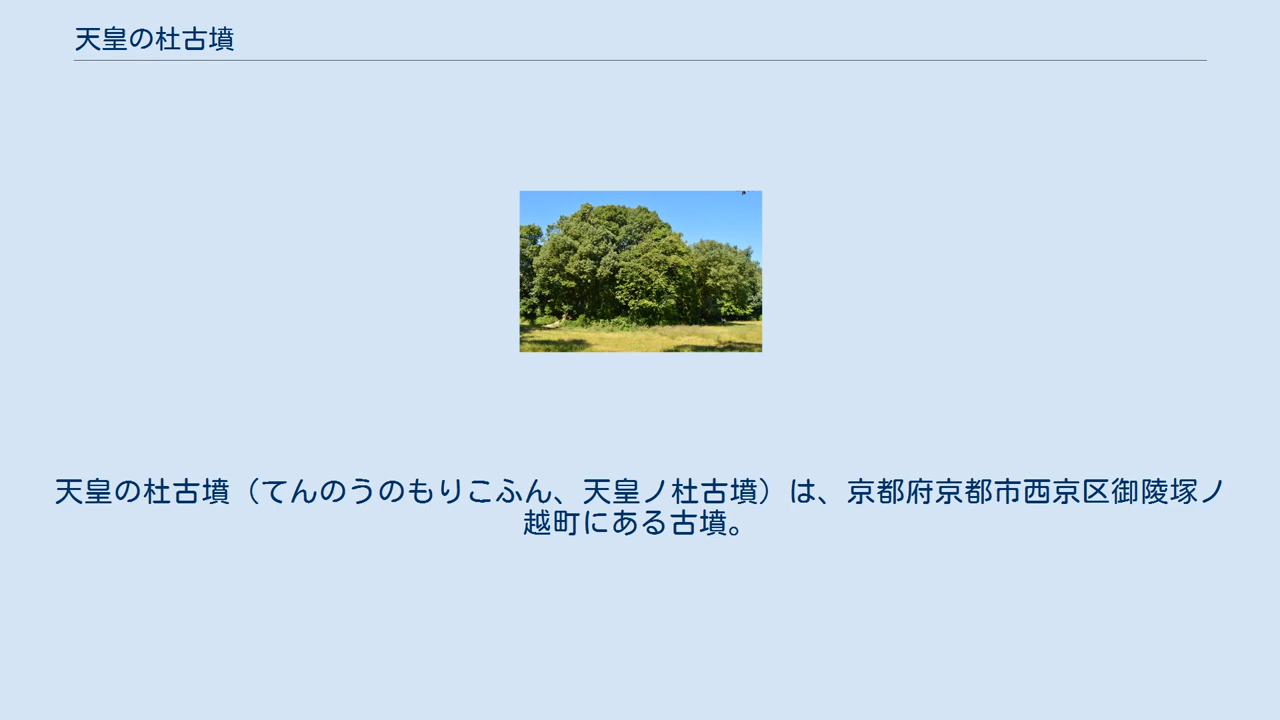 天皇の杜古墳
天皇の杜古墳（てんのうのもりこふん、天皇ノ杜古墳）は、京都府京都市西京区御陵塚ノ
越町にある古墳。